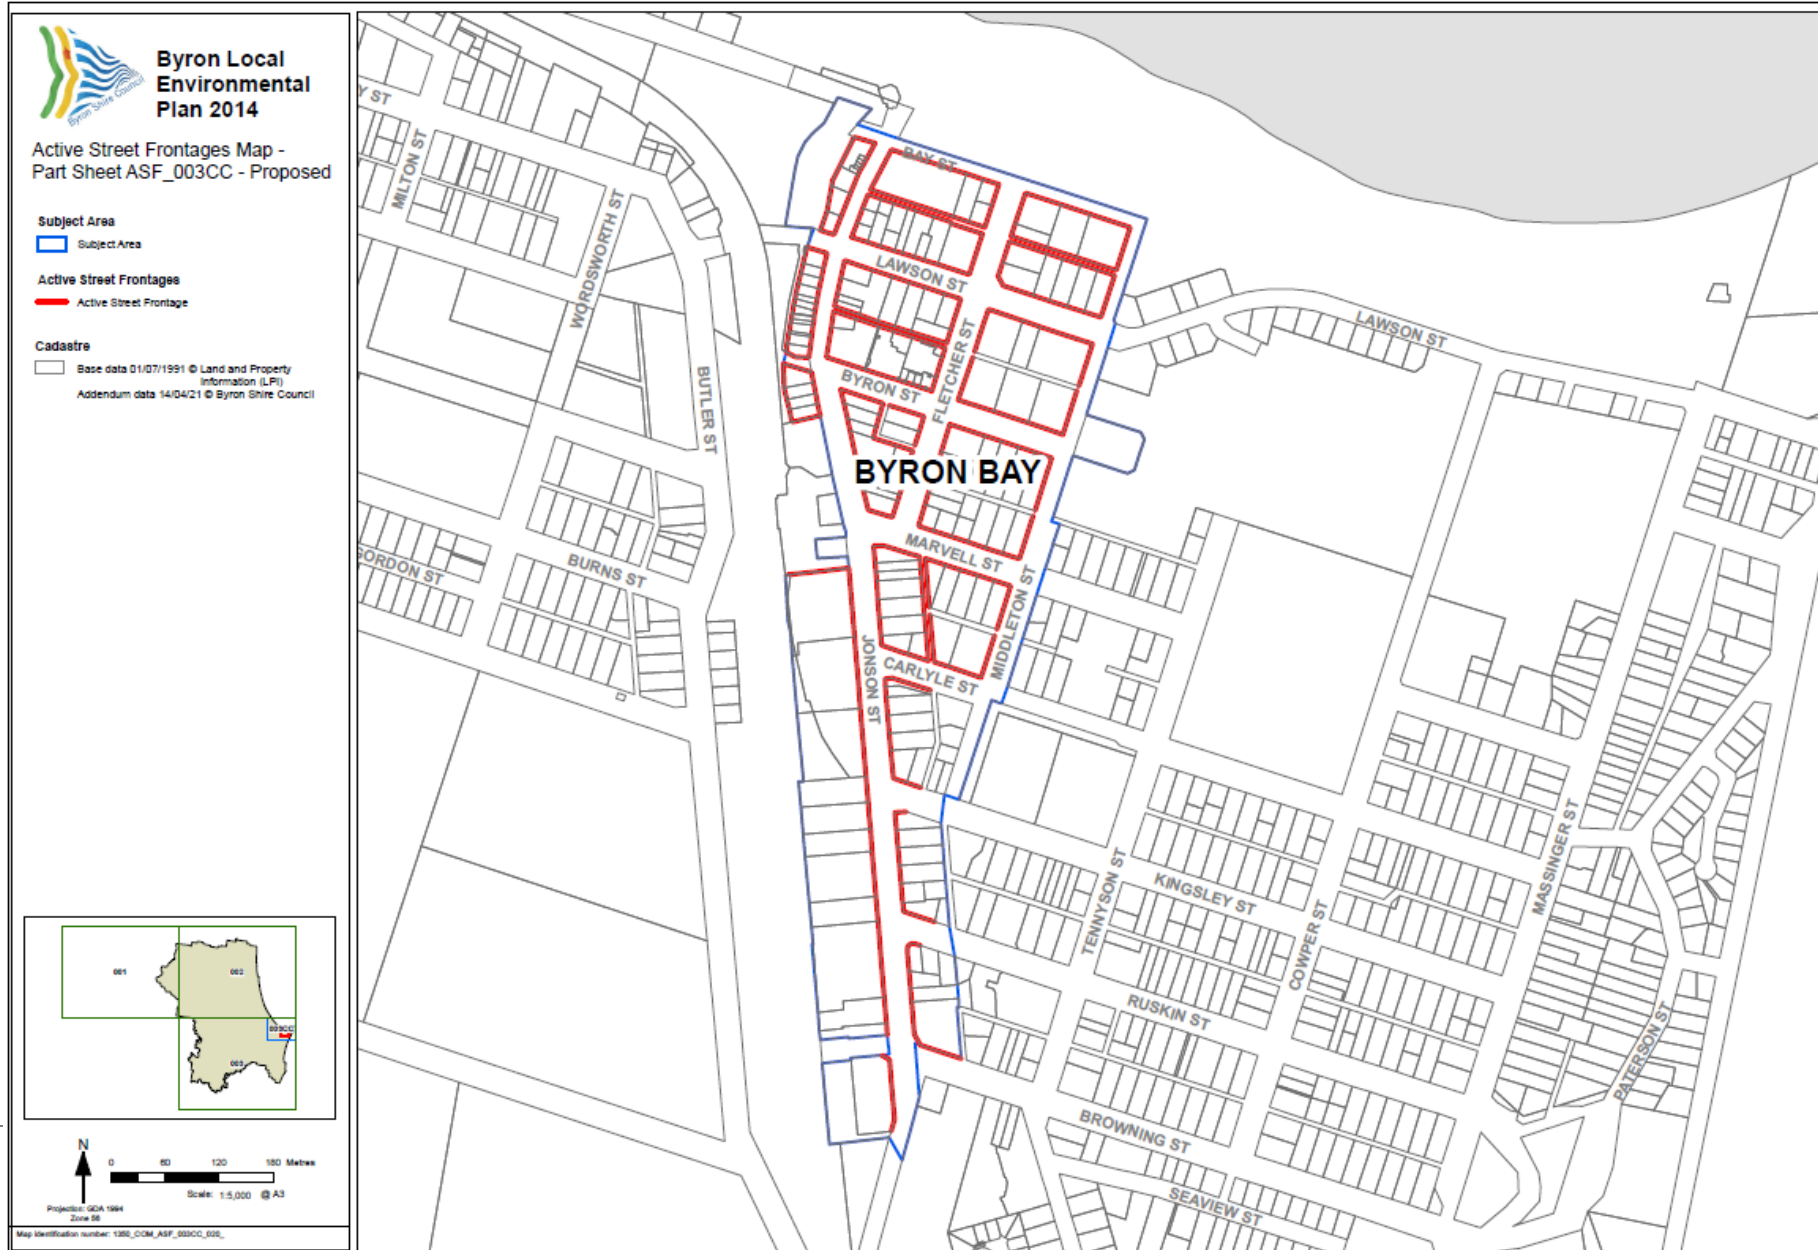 Byron Shire Council
Byron Local
Environmental
Plan 2014
Active Street Frontages Map -
Part Sheet ASF_003CC - Proposed
Subject Area
Subject Area
Active Street Frontages
Active Street Frontage
Cadastre
Base data 01/07/1991 © Land and Property
Information (LPI)
Addendum data 14/04/21 © Byron Shire Council
001
002
003CC
003
N
0 60 120 180 Metres
Scale: 1:5,000 @ A3
Projection: GDA 1994
Zone 56
Map identification number: 1350_COM_ASF_003CC_020_
Y ST
MILTON ST
WORDSWORTH ST
BUTLER ST
GORDON ST
BURNS ST
BAY ST
LAWSON ST
FLETCHER ST
BYRON ST
BYRON BAY
MARVELL ST
MIDDLETON ST
JONSON ST
CARLYLE ST
LAWSON ST
TENNYSON ST
KINGSLEY ST
COWPER ST
MASSINGER ST
RUSKIN ST
PATERSON ST
BROWNING ST
SEAVIEW ST